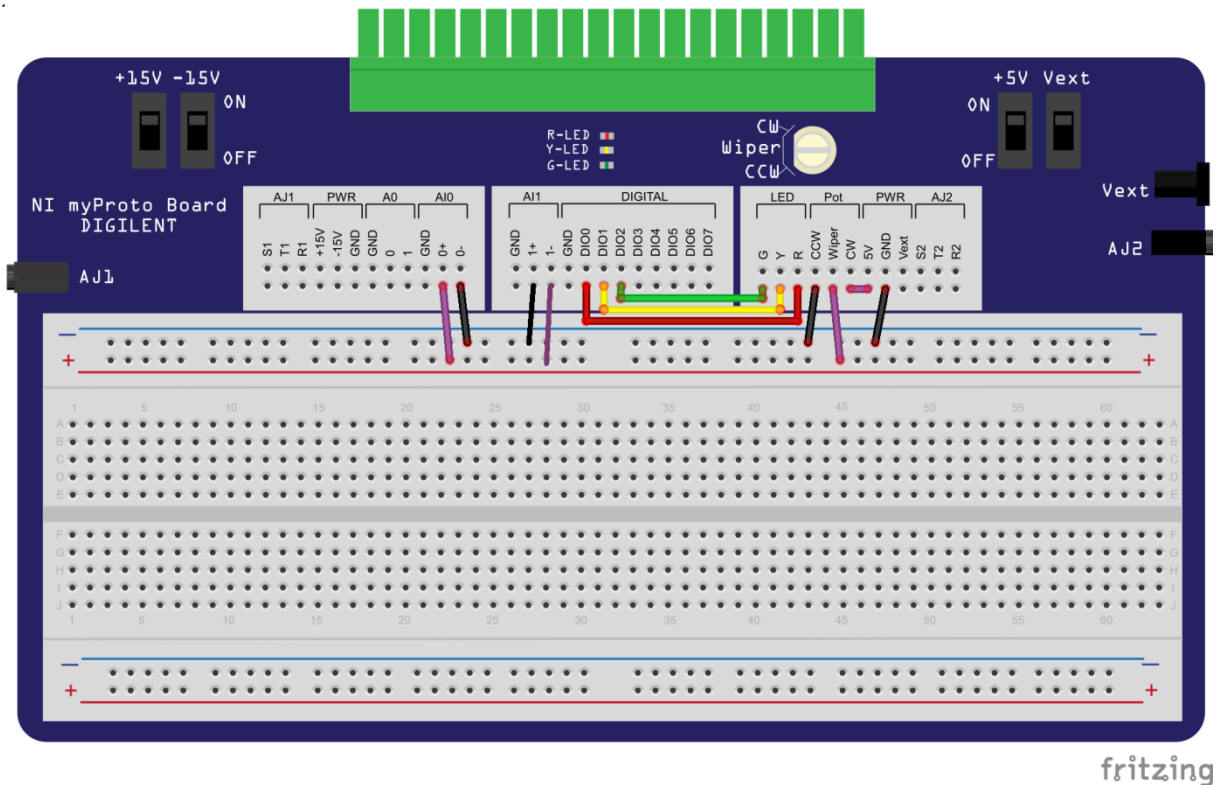 +15V -15V
ON
OFF
+5V Vext
ON
OFF
R-LED
Y-LED
G-LED
CW
Wiper
CCW
NI myProto Board
DIGILENT
AJ1
Vext
AJ2
AJ1 PWR A0 AI0
S1 T1 R1 +15V -15V GND GND 0 1 GND 0+ 0-
AI1 DIGITAL
GND 1+ 1- GND DIO0 DIO1 DIO2 DIO3 DIO4 DIO5 DIO6 DIO7
LED Pot PWR AJ2
G Y R CCW Wiper CW 5V GND Vext S2 T2 R2
— —
+ +
1 5 10 15 20 25 30 35 40 45 50 55 60
A A
B B
C C
D D
E E
F F
G G
H H
I I
J J
1 5 10 15 20 25 30 35 40 45 50 55 60
— —
+ +
fritzing